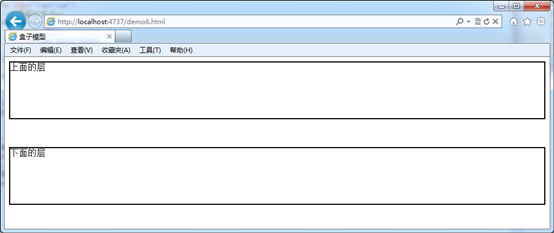 http://localhost:4737/demo6.html
盒子模型
文件(F) 编辑(E) 查看(V) 收藏夹(A) 工具(T) 帮助(H)
上面的层
下面的层